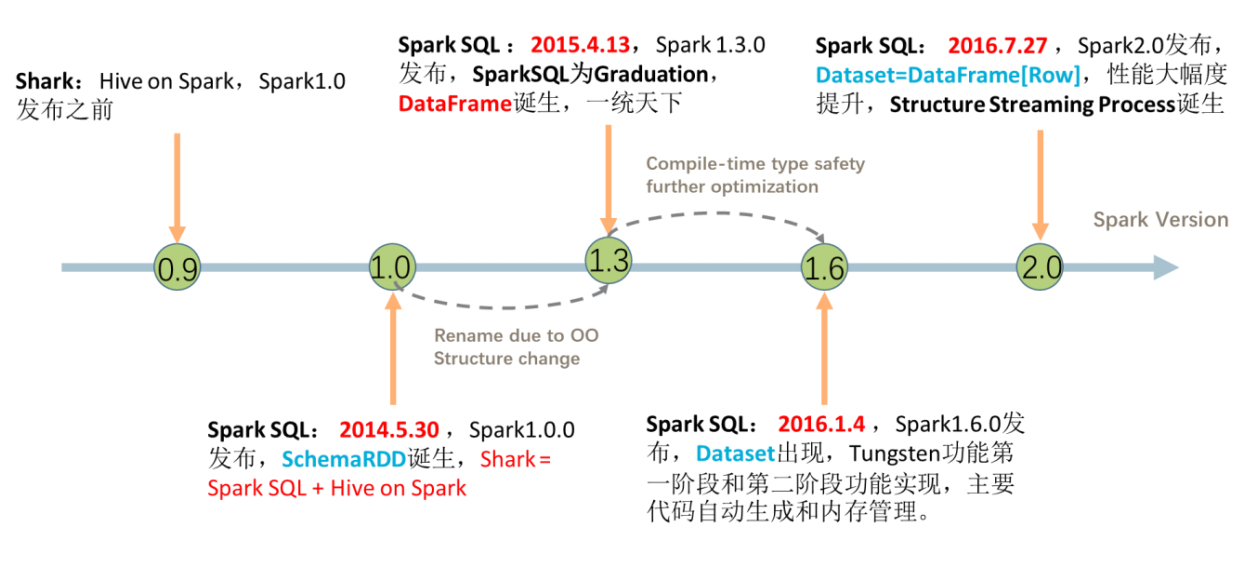 Shark：Hive on Spark，Spark1.0
发布之前
Spark SQL： 2015.4.13，Spark 1.3.0
发布，SparkSQL为Graduation，
DataFrame诞生，一统天下
Spark SQL： 2016.7.27 ，Spark2.0发布，
Dataset=DataFrame[Row]，性能大幅度
提升，Structure Streaming Process诞生
Compile-time type safety
further optimization
Spark Version
0.9
1.0
1.3
1.6
2.0
Rename due to OO
Structure change
Spark SQL： 2014.5.30 ，Spark1.0.0
发布，SchemaRDD诞生，Shark =
Spark SQL + Hive on Spark
Spark SQL： 2016.1.4 ，Spark1.6.0发
布，Dataset出现，Tungsten功能第
一阶段和第二阶段功能实现，主要
代码自动生成和内存管理。